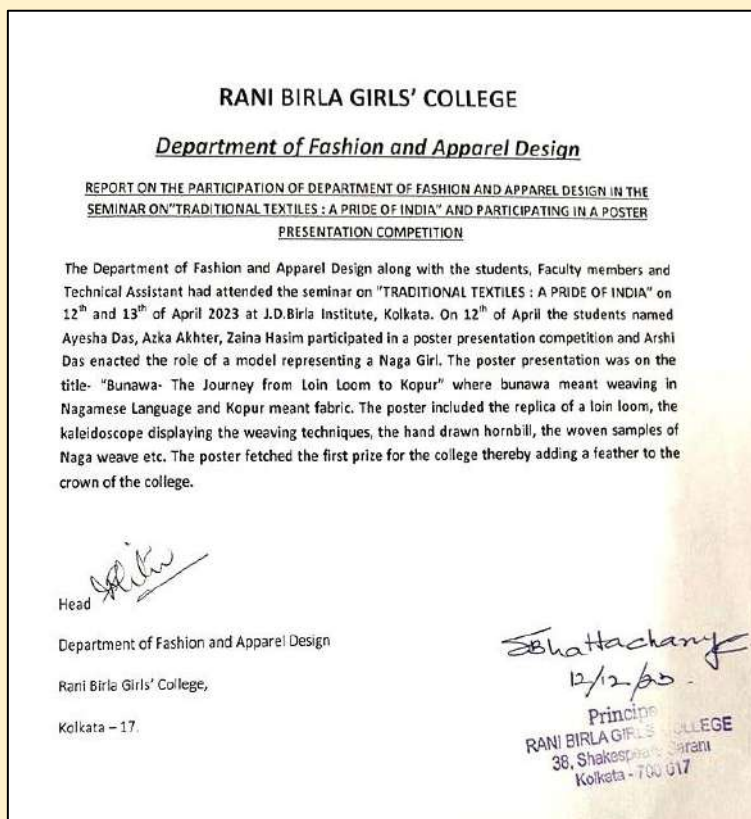 RANI BIRLA GIRLS' COLLEGE
Department of Fashion and Apparel Design
REPORT ON THE PARTICIPATION OF DEPARTMENT OF FASHION AND APPAREL DESIGN IN THE
SEMINAR ON"TRADITIONAL TEXTILES : A PRIDE OF INDIA" AND PARTICIPATING IN A POSTER
PRESENTATION COMPETITION
The Department of Fashion and Apparel Design along with the students, Faculty members and
Technical Assistant had attended the seminar on "TRADITIONAL TEXTILES : A PRIDE OF INDIA" on
12th and 13th of April 2023 at J.D.Birla Institute, Kolkata. On 12th of April the students named
Ayesha Das, Azka Akhter, Zaina Hasim participated in a poster presentation competition and Arshi
Das enacted the role of a model representing a Naga Girl. The poster presentation was on the
title- "Bunawa- The Journey from Loin Loom to Kopur" where bunawa meant weaving in
Nagamese Language and Kopur meant fabric. The poster included the replica of a loin loom, the
kaleidoscope displaying the weaving techniques, the hand drawn hornbill, the woven samples of
Naga weave etc. The poster fetched the first prize for the college thereby adding a feather to the
crown of the college.
Head
Department of Fashion and Apparel Design
Rani Birla Girls' College,
Kolkata – 17.
SBhattacharya
12/12/23.
Principal
RANI BIRLA GIRLS' COLLEGE
38, Shakespeare Sarani
Kolkata - 700 017